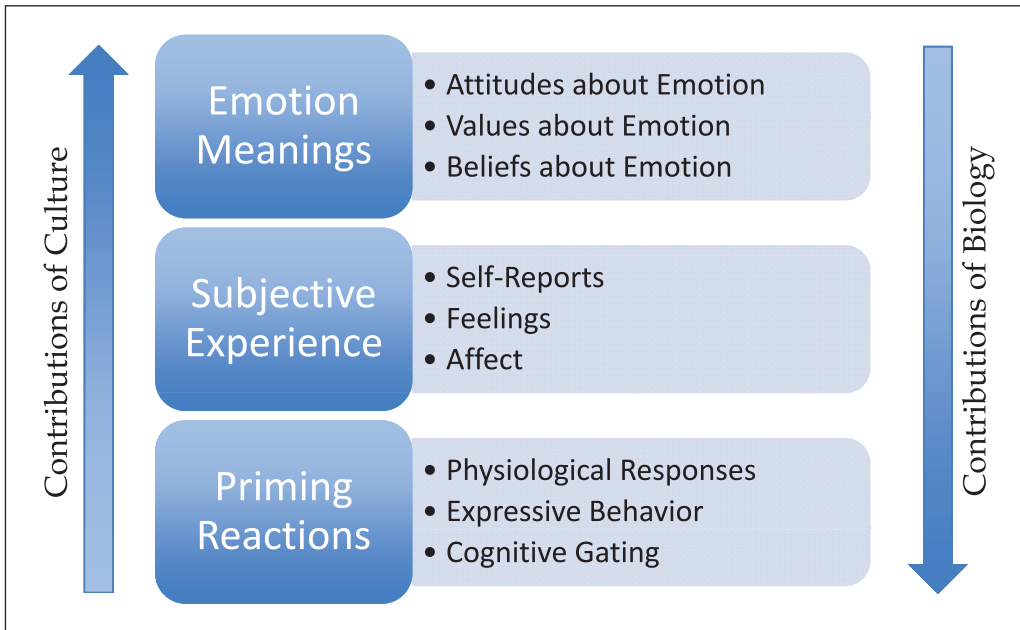 Contributions of Culture
Emotion
Meanings
• Attitudes about Emotion
• Values about Emotion
• Beliefs about Emotion
Subjective
Experience
• Self-Reports
• Feelings
• Affect
Priming
Reactions
• Physiological Responses
• Expressive Behavior
• Cognitive Gating
Contributions of Biology